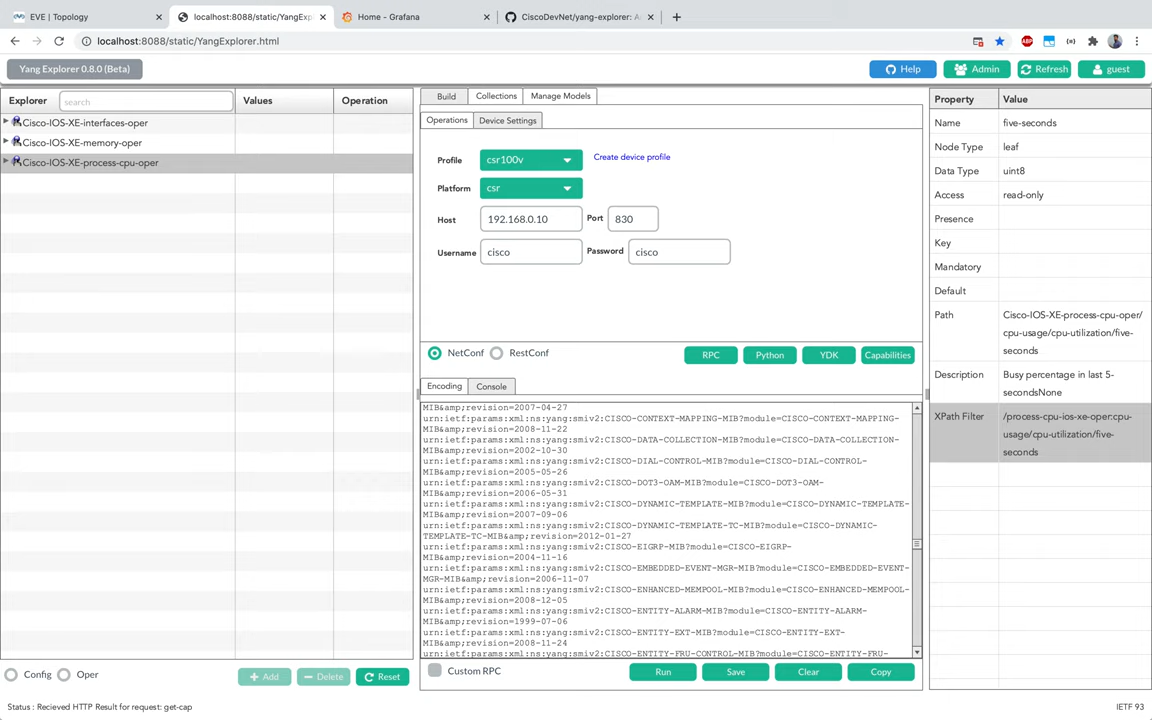 EVE | Topology
localhost:8088/static/YangExp
Home - Grafana
CiscoDevNet/yang-explorer: A
localhost:8088/static/YangExplorer.html
ABP
Yang Explorer 0.8.0 (Beta)
Help
Admin
Refresh
guest
Explorer
search
Values
Operation
Cisco-IOS-XE-interfaces-oper
Cisco-IOS-XE-memory-oper
Cisco-IOS-XE-process-cpu-oper
Config
Oper
Add
Delete
Reset
Build
Collections
Manage Models
Operations
Device Settings
Profile
csr100v
Create device profile
Platform
csr
Host
192.168.0.10
Port
830
Username
cisco
Password
cisco
NetConf
RestConf
RPC
Python
YDK
Capabilities
Encoding
Console
MIB&amp;revision=2007-04-27
urn:ietf:params:xml:ns:yang:smiv2:CISCO-CONTEXT-MAPPING-MIB?module=CISCO-CONTEXT-MAPPING-
MIB&amp;revision=2008-11-22
urn:ietf:params:xml:ns:yang:smiv2:CISCO-DATA-COLLECTION-MIB?module=CISCO-DATA-COLLECTION-
MIB&amp;revision=2002-10-30
urn:ietf:params:xml:ns:yang:smiv2:CISCO-DIAL-CONTROL-MIB?module=CISCO-DIAL-CONTROL-
MIB&amp;revision=2005-05-26
urn:ietf:params:xml:ns:yang:smiv2:CISCO-DOT3-OAM-MIB?module=CISCO-DOT3-OAM-
MIB&amp;revision=2006-05-31
urn:ietf:params:xml:ns:yang:smiv2:CISCO-DYNAMIC-TEMPLATE-MIB?module=CISCO-DYNAMIC-TEMPLATE-
MIB&amp;revision=2007-09-06
urn:ietf:params:xml:ns:yang:smiv2:CISCO-DYNAMIC-TEMPLATE-TC-MIB?module=CISCO-DYNAMIC-
TEMPLATE-TC-MIB&amp;revision=2012-01-27
urn:ietf:params:xml:ns:yang:smiv2:CISCO-EIGRP-MIB?module=CISCO-EIGRP-
MIB&amp;revision=2004-11-16
urn:ietf:params:xml:ns:yang:smiv2:CISCO-EMBEDDED-EVENT-MGR-MIB?module=CISCO-EMBEDDED-EVENT-
MGR-MIB&amp;revision=2006-11-07
urn:ietf:params:xml:ns:yang:smiv2:CISCO-ENHANCED-MEMPOOL-MIB?module=CISCO-ENHANCED-MEMPOOL-
MIB&amp;revision=2008-12-05
urn:ietf:params:xml:ns:yang:smiv2:CISCO-ENTITY-ALARM-MIB?module=CISCO-ENTITY-ALARM-
MIB&amp;revision=1999-07-06
urn:ietf:params:xml:ns:yang:smiv2:CISCO-ENTITY-EXT-MIB?module=CISCO-ENTITY-EXT-
MIB&amp;revision=2008-11-24
urn:ietf:params:xml:ns:yang:smiv2:CISCO-ENTITY-FRU-CONTROL-MIB?module=CISCO-ENTITY-FRU-
Custom RPC
Run
Save
Clear
Copy
Property
Value
Name
five-seconds
Node Type
leaf
Data Type
uint8
Access
read-only
Presence
Key
Mandatory
Default
Path
Cisco-IOS-XE-process-cpu-oper/
cpu-usage/cpu-utilization/five-
seconds
Description
Busy percentage in last 5-
secondsNone
XPath Filter
/process-cpu-ios-xe-oper:cpu-
usage/cpu-utilization/five-
seconds
Status : Recieved HTTP Result for request: get-cap
IETF 93